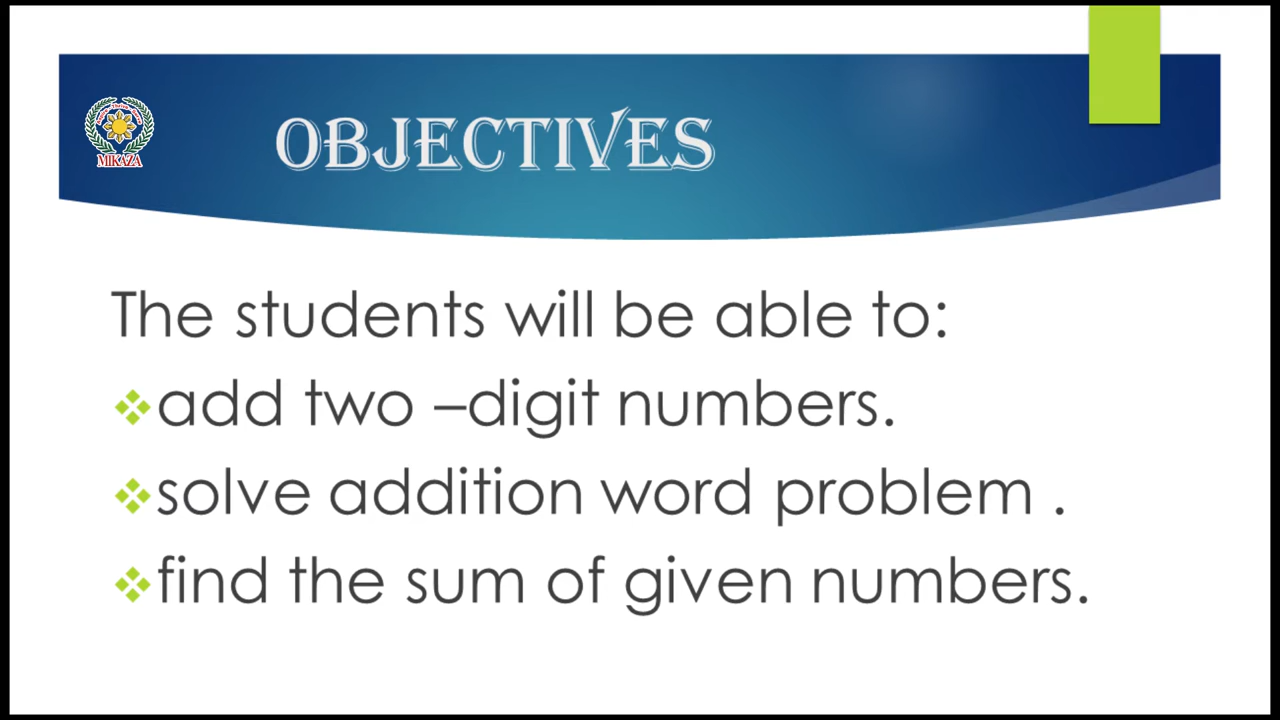 MIKAZA
OBJECTIVES
The students will be able to:
❖add two –digit numbers.
❖solve addition word problem .
❖find the sum of given numbers.